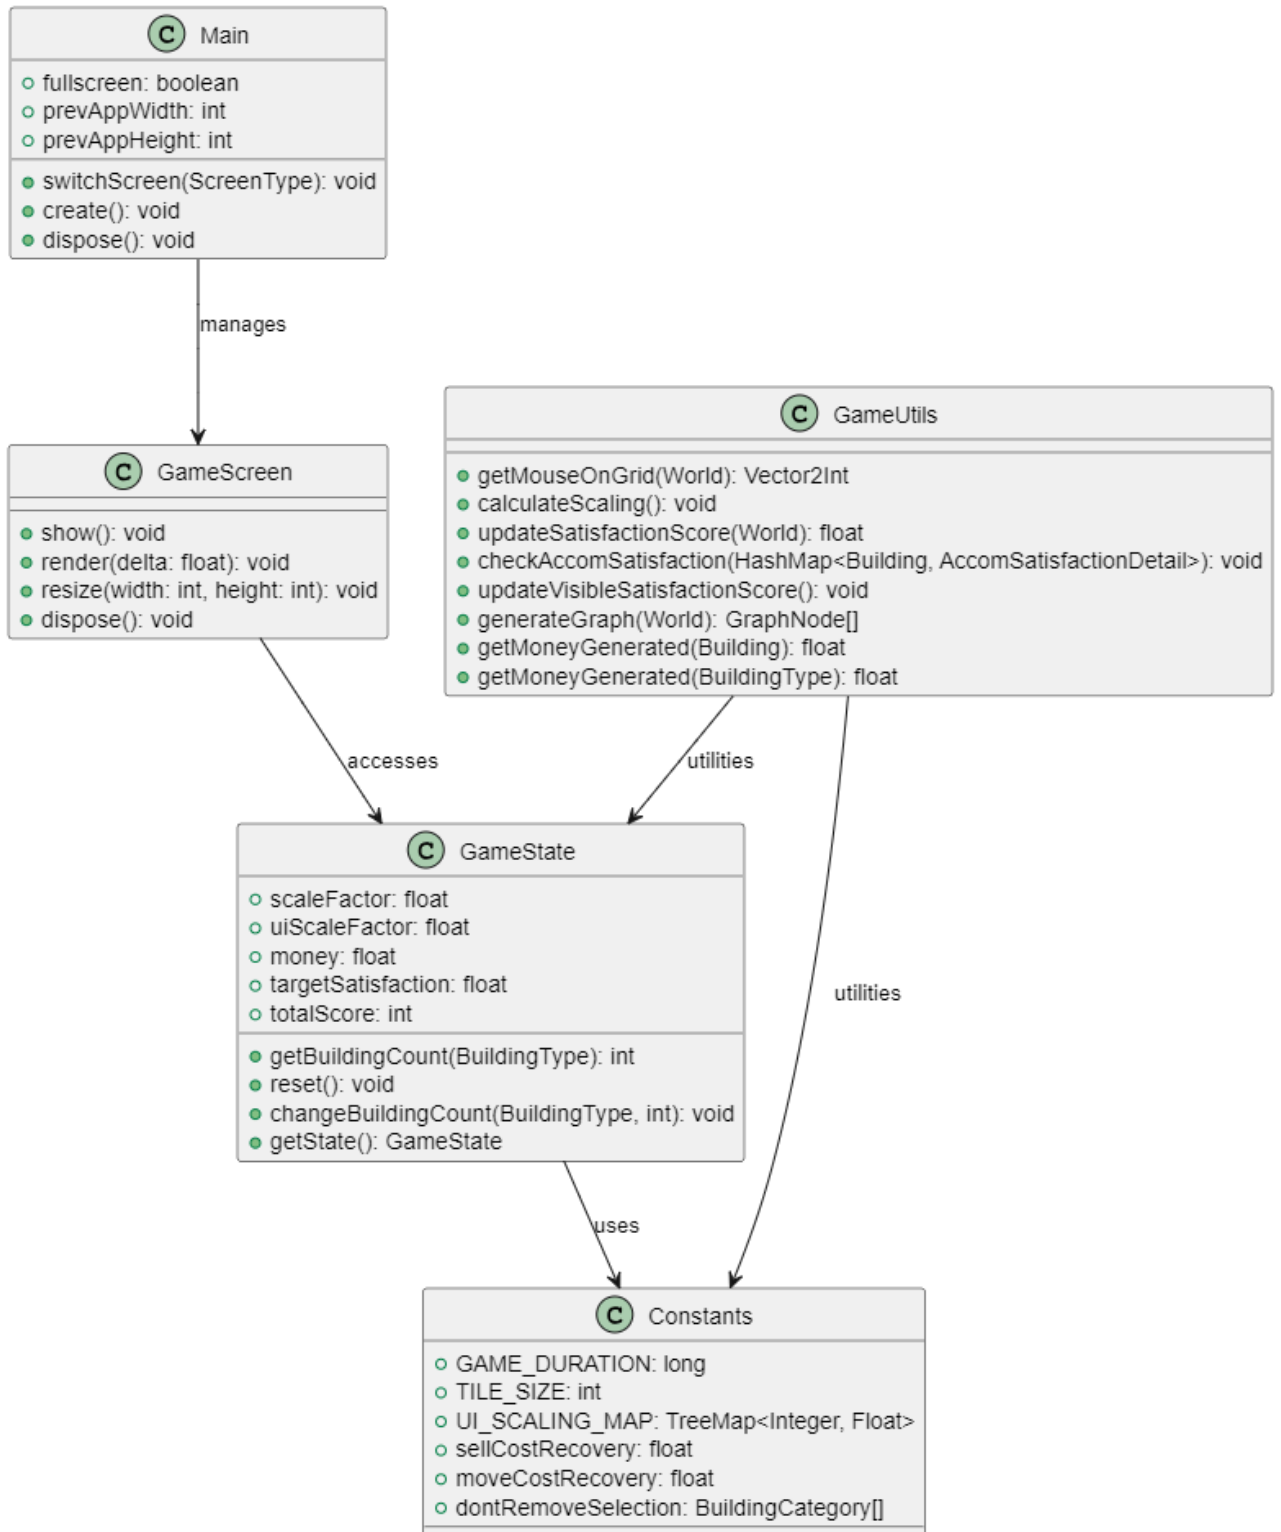 C Main
fullscreen: boolean
prevAppWidth: int
prevAppHeight: int
switchScreen(ScreenType): void
create(): void
dispose(): void
manages
C GameScreen
show(): void
render(delta: float): void
resize(width: int, height: int): void
dispose(): void
C GameUtils
getMouseOnGrid(World): Vector2Int
calculateScaling(): void
updateSatisfactionScore(World): float
checkAccomSatisfaction(HashMap<Building, AccomSatisfactionDetail>): void
updateVisibleSatisfactionScore(): void
generateGraph(World): GraphNode[]
getMoneyGenerated(Building): float
getMoneyGenerated(BuildingType): float
accesses
utilities
C GameState
scaleFactor: float
uiScaleFactor: float
money: float
targetSatisfaction: float
totalScore: int
getBuildingCount(BuildingType): int
reset(): void
changeBuildingCount(BuildingType, int): void
getState(): GameState
utilities
uses
C Constants
GAME_DURATION: long
TILE_SIZE: int
UI_SCALING_MAP: TreeMap<Integer, Float>
sellCostRecovery: float
moveCostRecovery: float
dontRemoveSelection: BuildingCategory[]